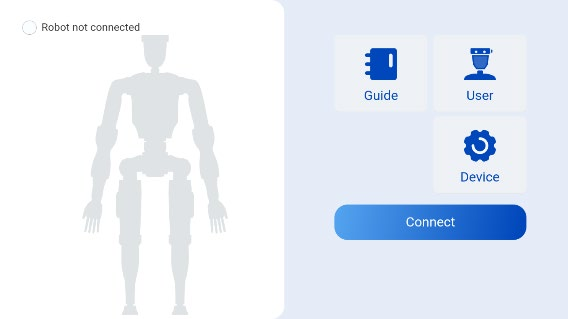 Robot not connected
Guide
User
Device
Connect